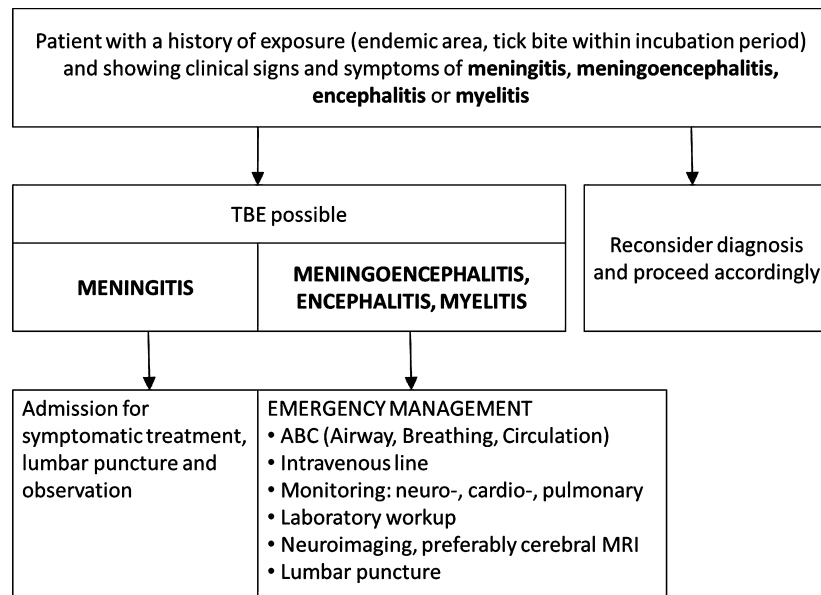 Patient with a history of exposure (endemic area, tick bite within incubation period)
and showing clinical signs and symptoms of meningitis, meningoencephalitis,
encephalitis or myelitis
TBE possible
MENINGITIS
MENINGOENCEPHALITIS,
ENCEPHALITIS, MYELITIS
Reconsider diagnosis
and proceed accordingly
Admission for
symptomatic treatment,
lumbar puncture and
observation
EMERGENCY MANAGEMENT
• ABC (Airway, Breathing, Circulation)
• Intravenous line
• Monitoring: neuro-, cardio-, pulmonary
• Laboratory workup
• Neuroimaging, preferably cerebral MRI
• Lumbar puncture